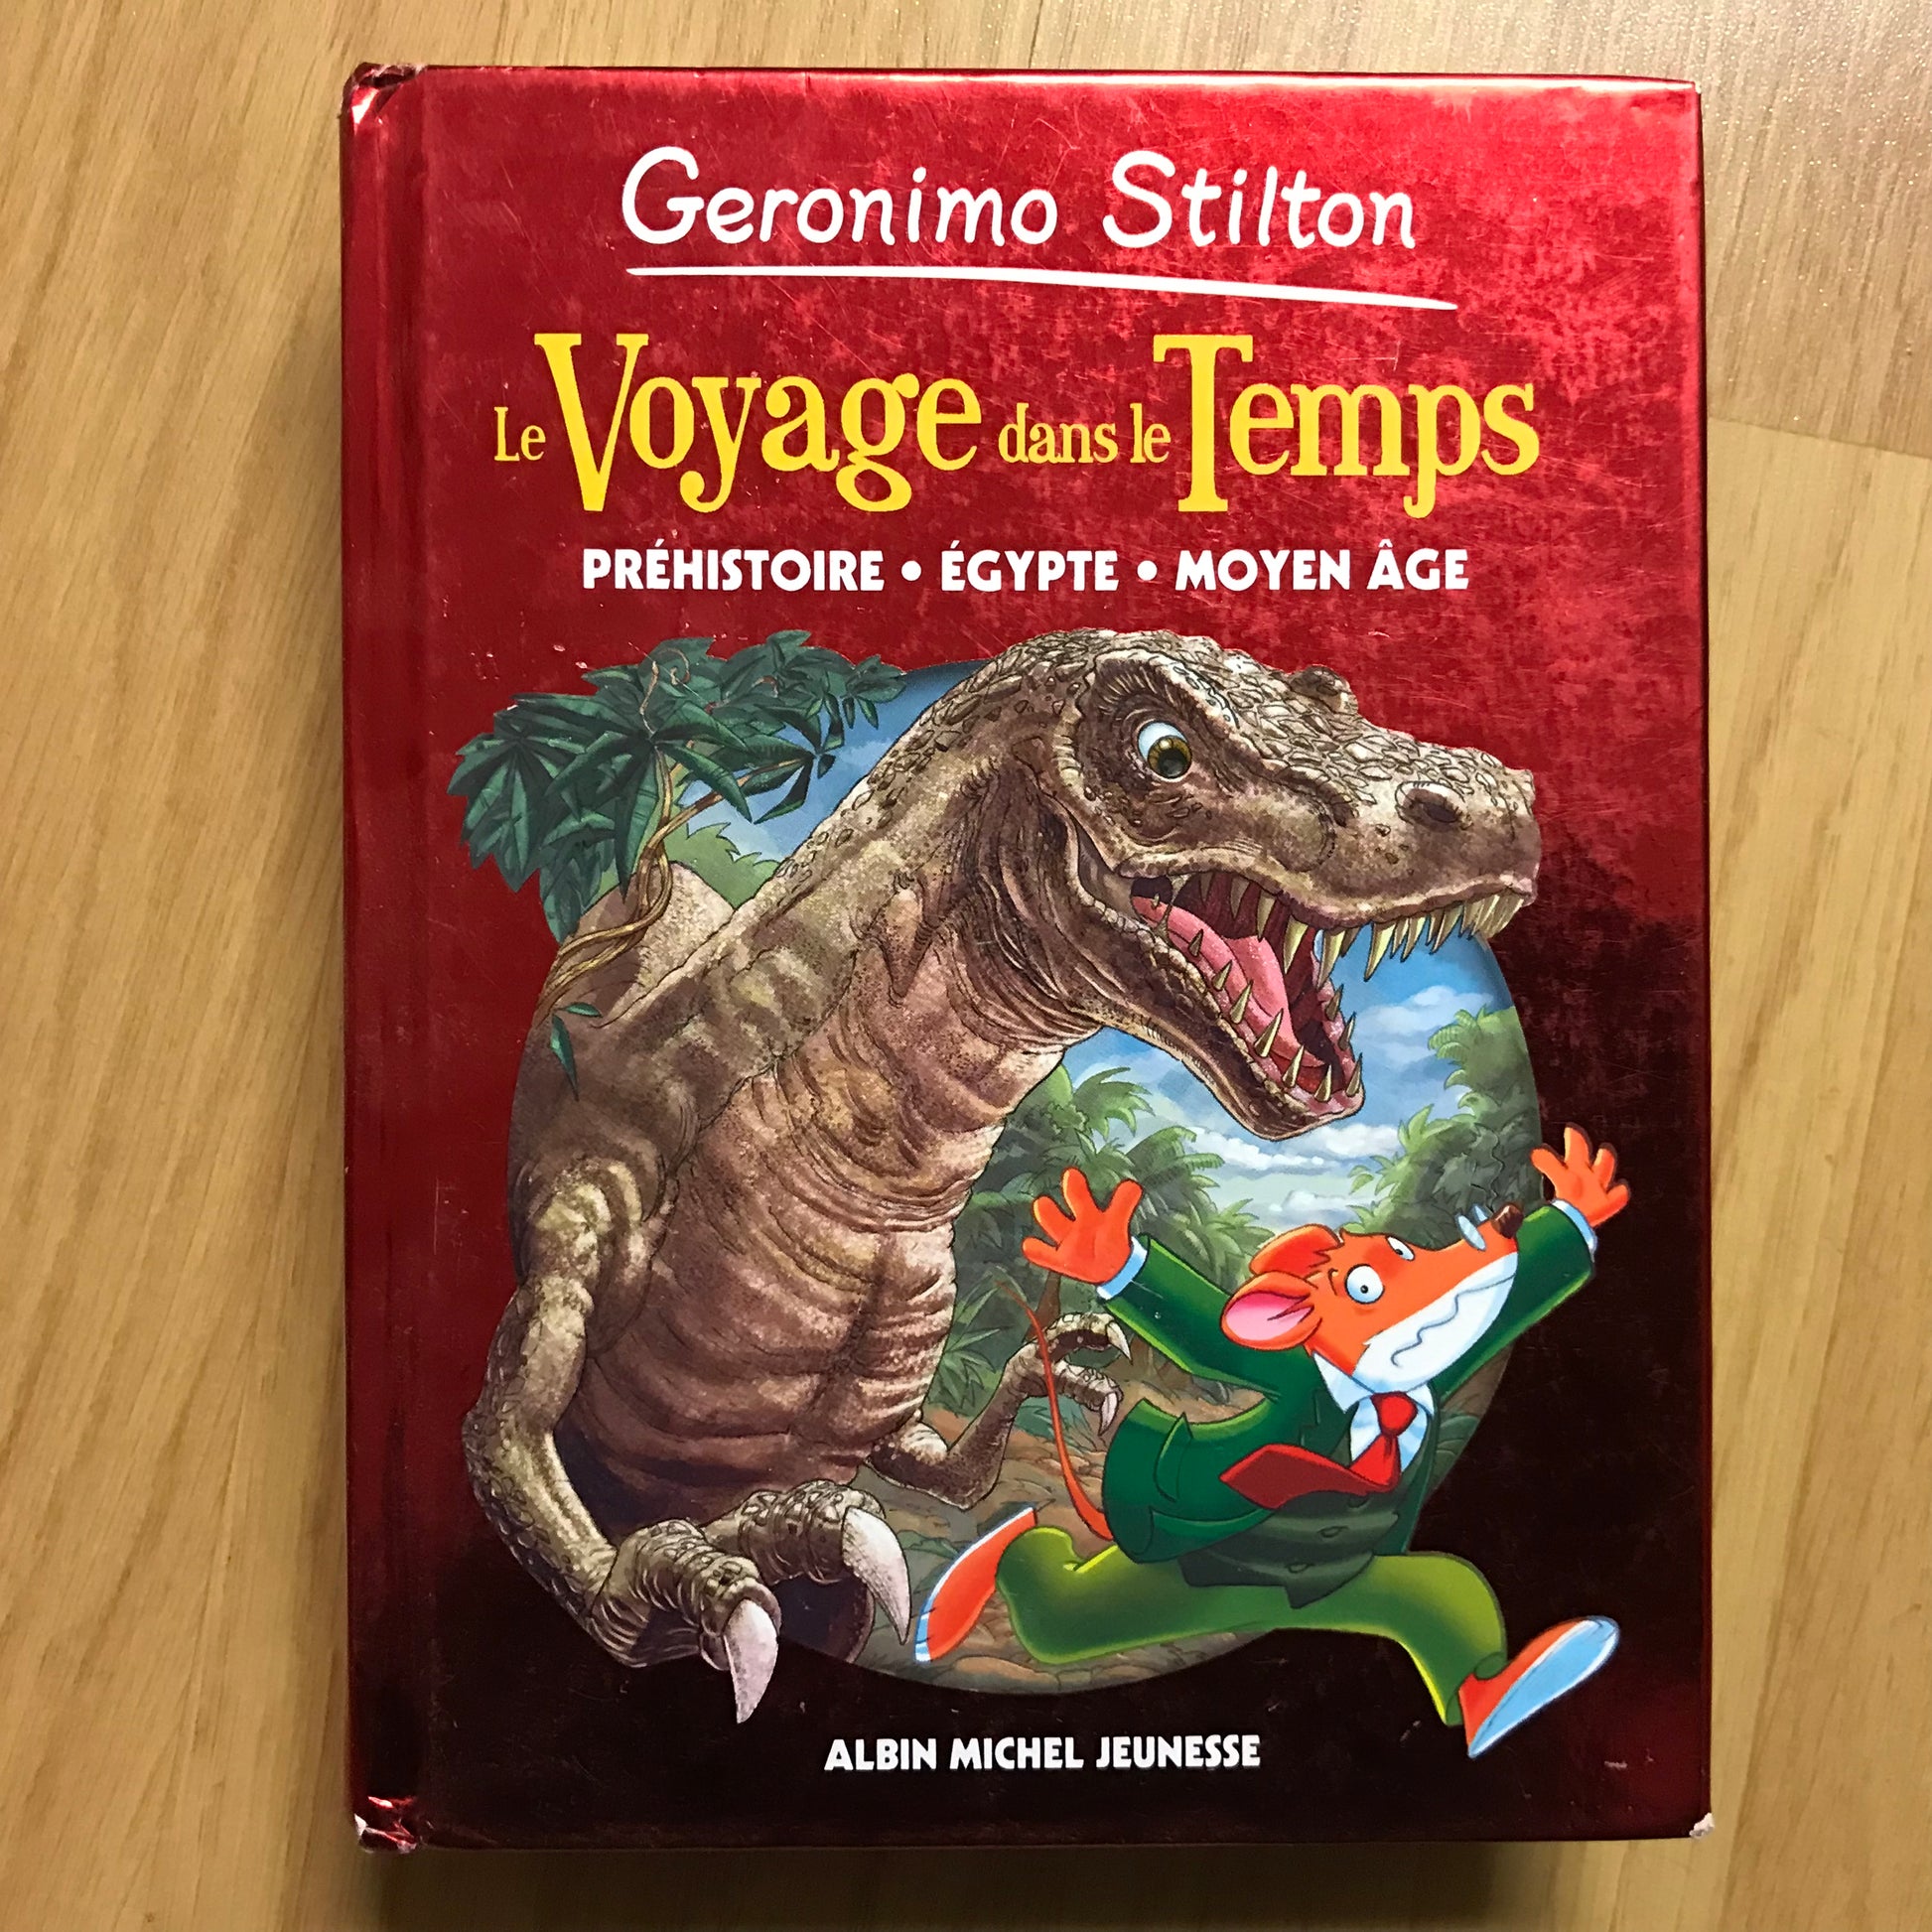 Geronimo Stilton
Le Voyage dans le Temps
PRÉHISTOIRE • ÉGYPTE • MOYEN ÂGE
ALBIN MICHEL JEUNESSE